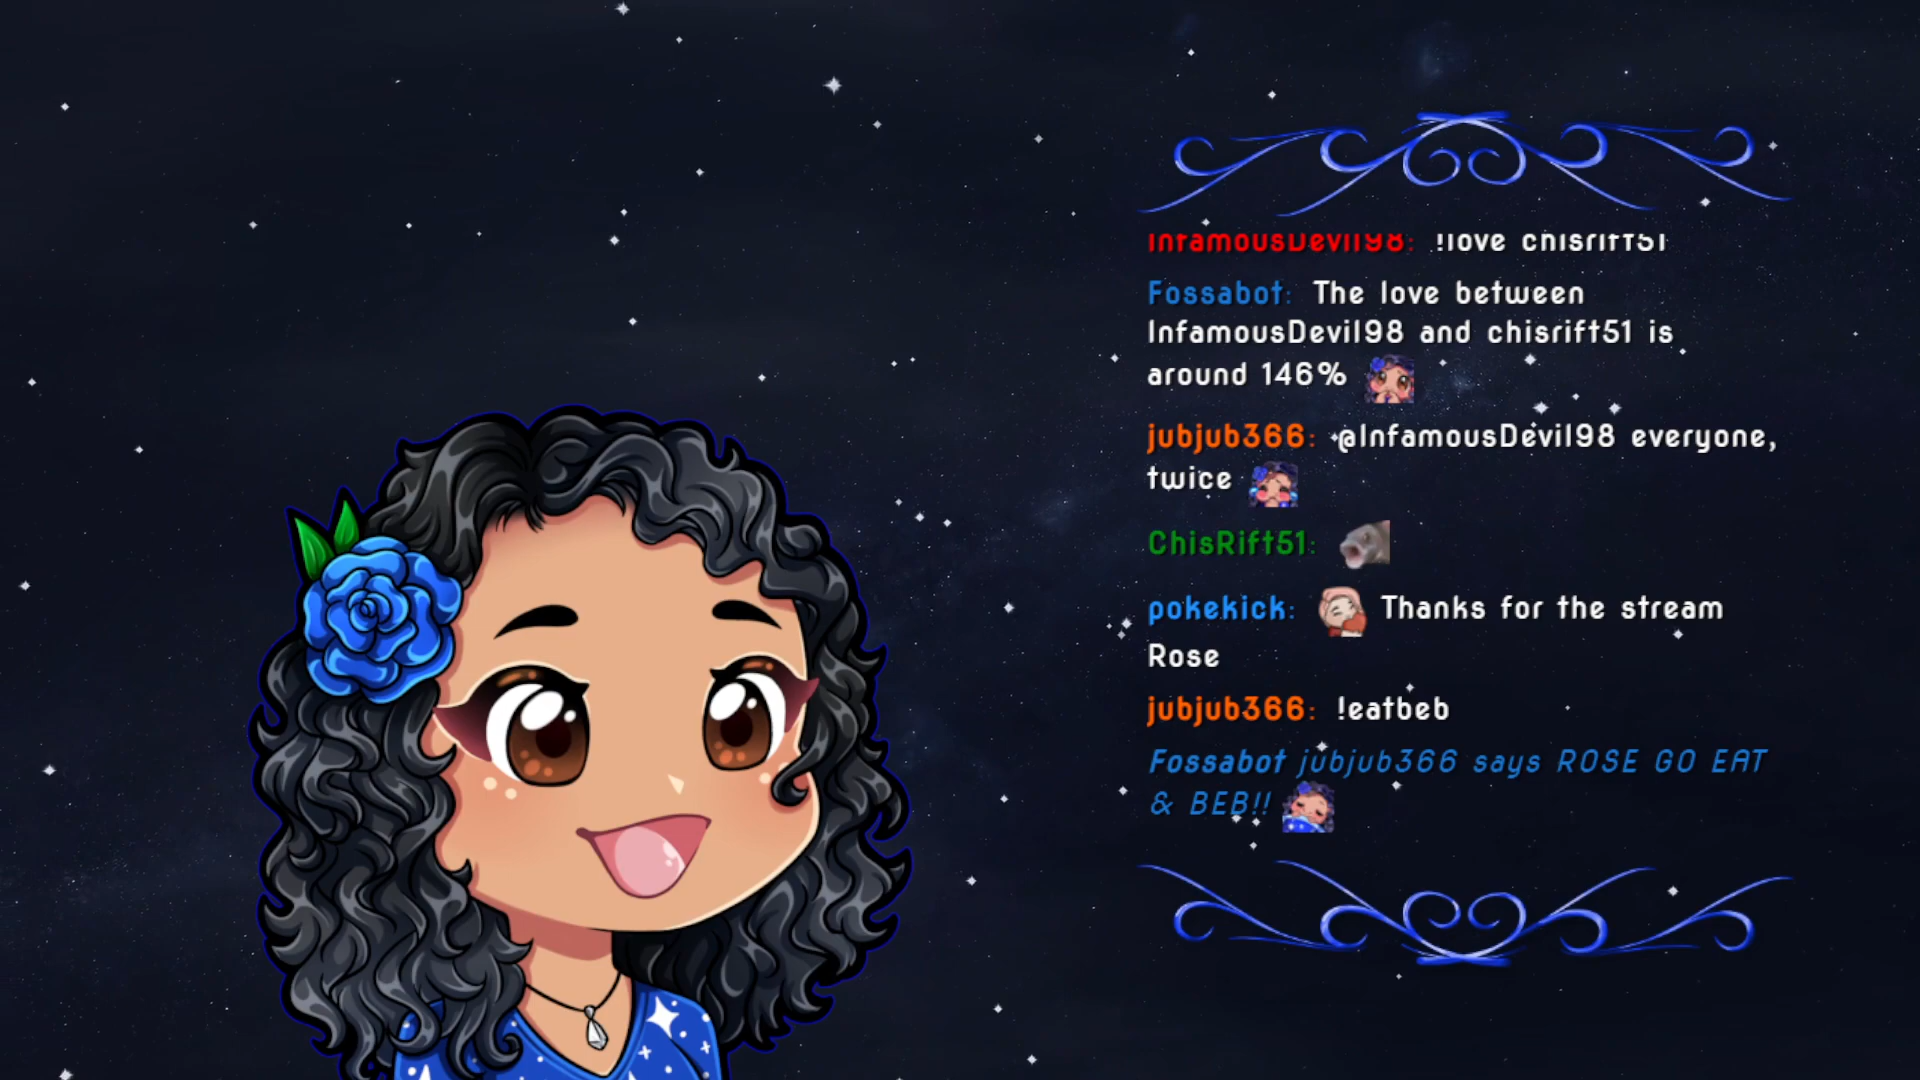 InfamousDevil98: !love chisrift51
Fossabot: The love between
InfamousDevil98 and chisrift51 is
around 146%
jubjub366: @InfamousDevil98 everyone,
twice
ChisRift51:
pokekick: Thanks for the stream
Rose
jubjub366: !eatbeb
Fossabot jubjub366 says ROSE GO EAT
& BEB!!